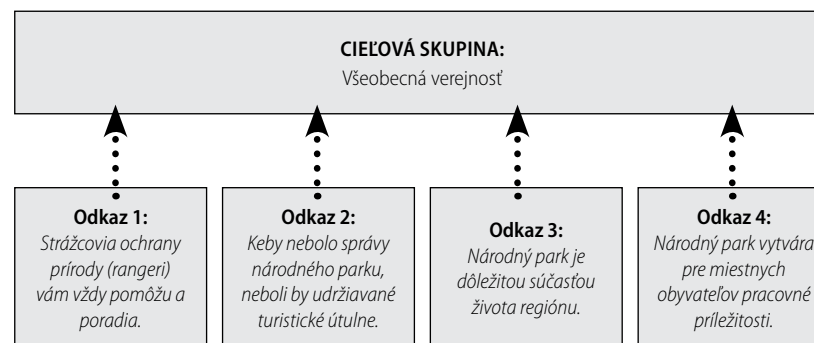 CIEĽOVÁ SKUPINA:
Všeobecná verejnosť
Odkaz 1:
Strážcovia ochrany
prírody (rangeri)
vám vždy pomôžu a
poradia.
Odkaz 2:
Keby nebolo správy
národného parku,
neboli by udržiavané
turistické útulne.
Odkaz 3:
Národný park je
dôležitou súčasťou
života regiónu.
Odkaz 4:
Národný park vytvára
pre miestnych
obyvateľov pracovné
príležitosti.